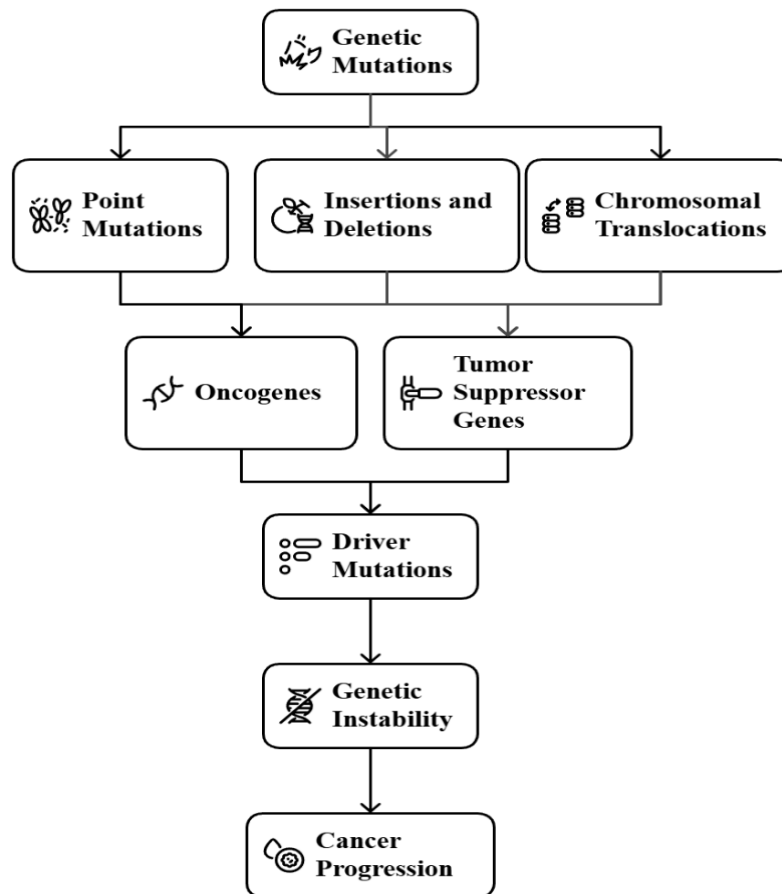 Genetic
Mutations
Point
Mutations
Insertions and
Deletions
Chromosomal
Translocations
Oncogenes
Tumor
Suppressor
Genes
Driver
Mutations
Genetic
Instability
Cancer
Progression